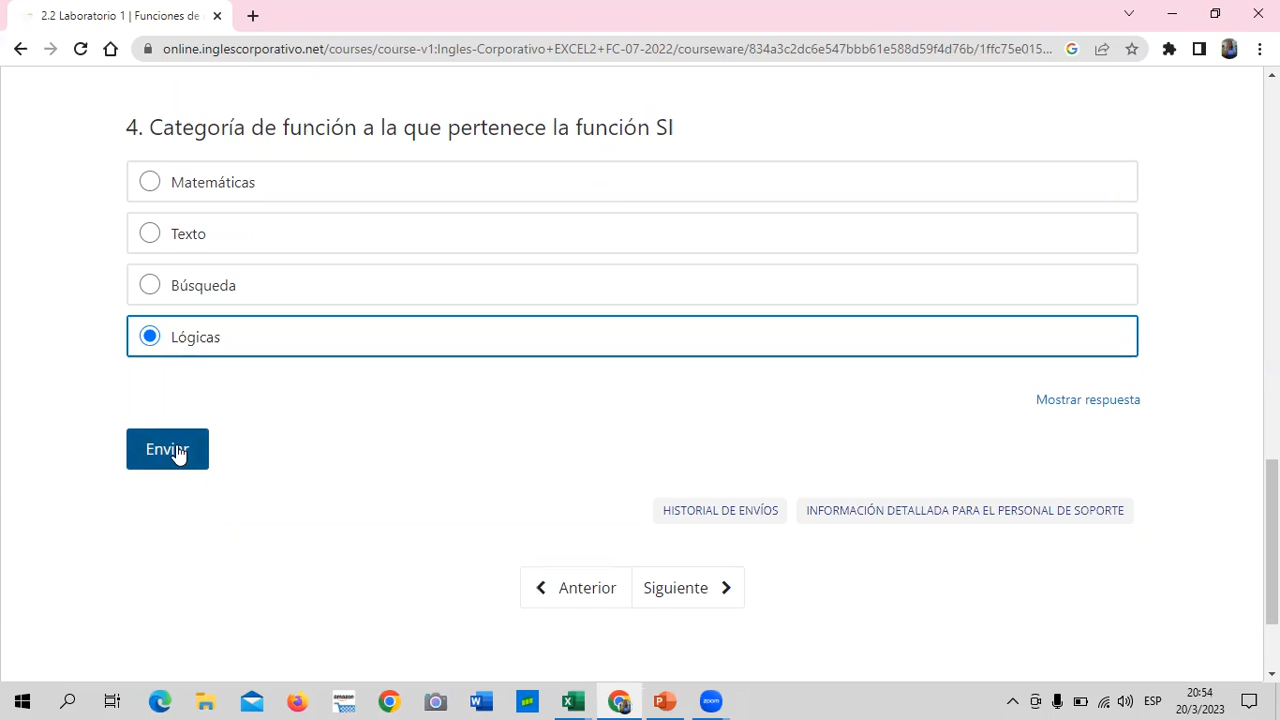 2.2 Laboratorio 1 | Funciones de
online.inglescorporativo.net/courses/course-v1:Ingles-Corporativo+EXCEL2+FC-07-2022/courseware/834a3c2dc6e547bbb61e588d59f4d76b/1ffc75e015...
4. Categoría de función a la que pertenece la función SI
Matemáticas
Texto
Búsqueda
Lógicas
Mostrar respuesta
Enviar
HISTORIAL DE ENVÍOS
INFORMACIÓN DETALLADA PARA EL PERSONAL DE SOPORTE
Anterior
Siguiente
amazon
zoom
ESP
20:54
20/3/2023